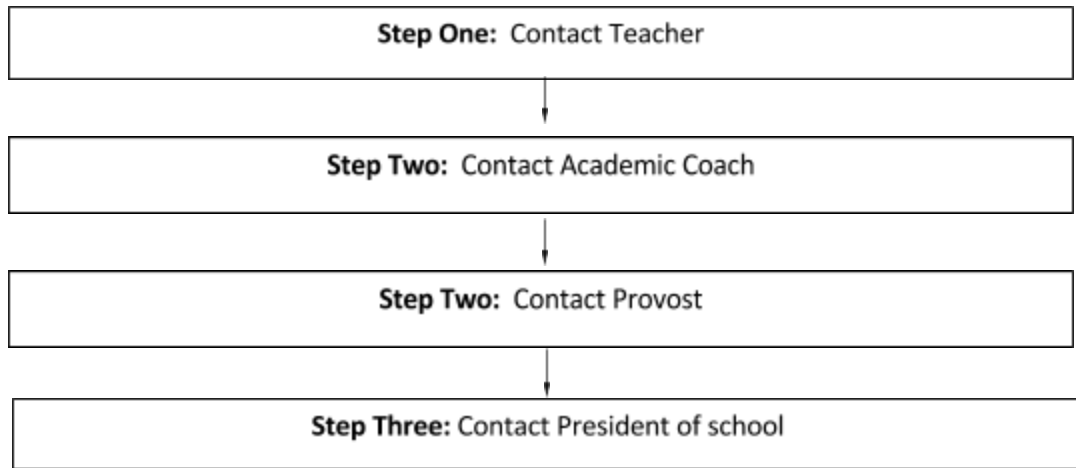 Step One: Contact Teacher
Step Two: Contact Academic Coach
Step Two: Contact Provost
Step Three: Contact President of school